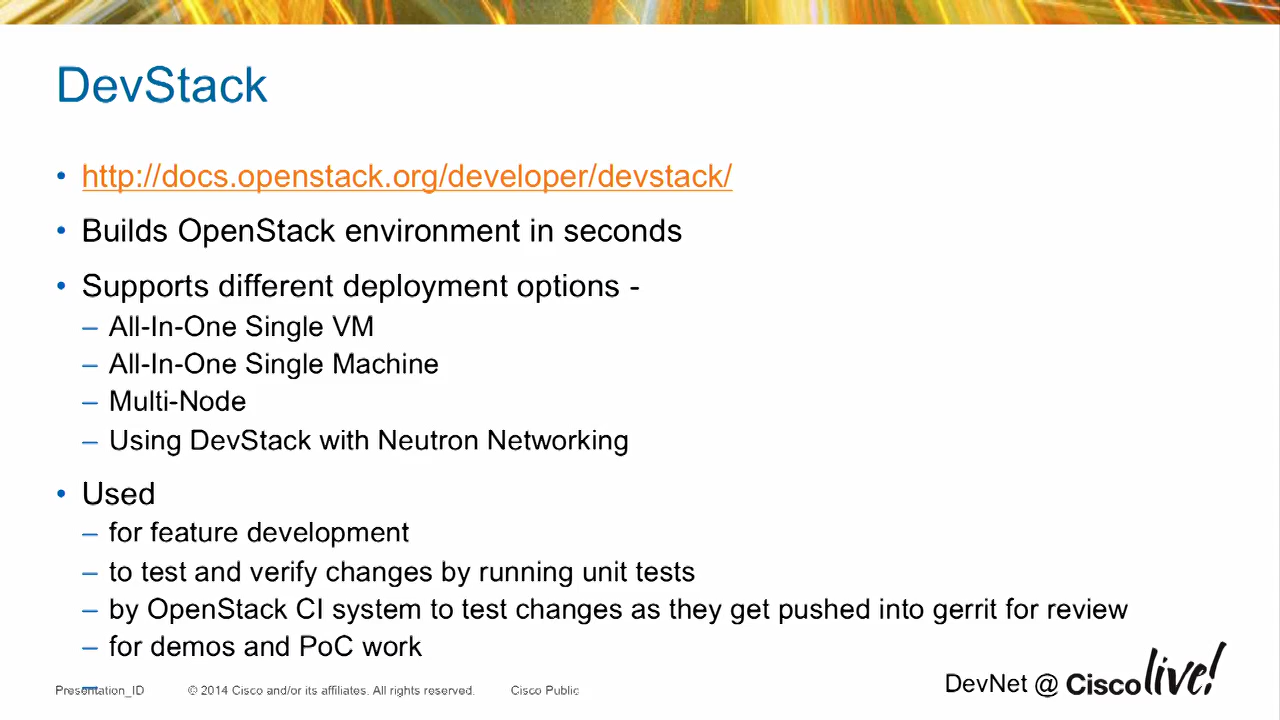 DevStack
• http://docs.openstack.org/developer/devstack/
• Builds OpenStack environment in seconds
• Supports different deployment options -
– All-In-One Single VM
– All-In-One Single Machine
– Multi-Node
– Using DevStack with Neutron Networking
• Used
– for feature development
– to test and verify changes by running unit tests
– by OpenStack CI system to test changes as they get pushed into gerrit for review
– for demos and PoC work
–
Presentation_ID © 2014 Cisco and/or its affiliates. All rights reserved. Cisco Public
DevNet @ Cisco live!